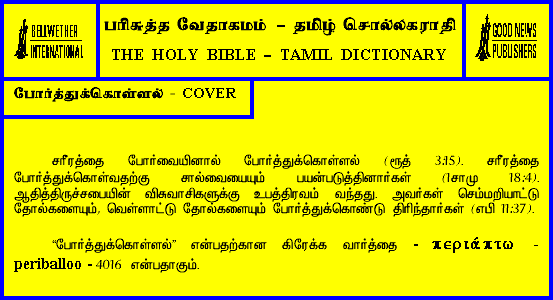 BELLWETHER
INTERNATIONAL
பரிசுத்த வேதாகமம் – தமிழ் சொல்லகராதி
THE HOLY BIBLE – TAMIL DICTIONARY
GOOD NEWS
PUBLISHERS
போர்த்துக்கொள்ளல் - COVER
சரீரத்தை போர்வையினால் போர்த்துக்கொள்ளல் (ரூத் 3:15). சரீரத்தை
போர்த்துக்கொள்வதற்கு சால்வையையும் பயன்படுத்தினார்கள் (1சாமு 18:4).
ஆதித்திருச்சபையின் விசுவாசிகளுக்கு உபத்திரவம் வந்தது. அவர்கள் செம்மறியாட்டு
தோல்களையும், வெள்ளாட்டு தோல்களையும் போர்த்துக்கொண்டு திரிந்தார்கள் (எபி 11:37).
“போர்த்துக்கொள்ளல்” என்பதற்கான கிரேக்க வார்த்தை - περιάπτω -
periballoo - 4016 என்பதாகும்.